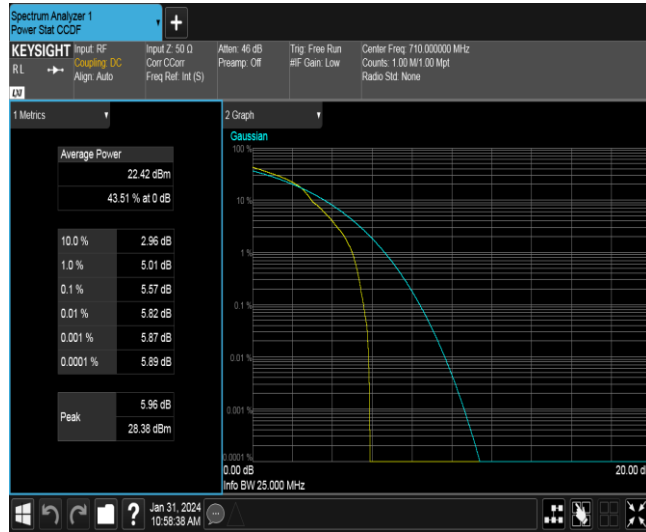 Spectrum Analyzer 1
Power Stat CCDF
+
KEYSIGHT
RL
LXI
Input: RF
Coupling: DC
Align: Auto
Input Z: 50 Ω
Corr CCorr
Freq Ref: Int (S)
Atten: 46 dB
Preamp: Off
Trig: Free Run
#IF Gain: Low
Center Freq: 710.000000 MHz
Counts: 1.00 M/1.00 Mpt
Radio Std: None
1 Metrics
Average Power
22.42 dBm
43.51 % at 0 dB
10.0 % 2.96 dB
1.0 % 5.01 dB
0.1 % 5.57 dB
0.01 % 5.82 dB
0.001 % 5.87 dB
0.0001 % 5.89 dB
Peak
5.96 dB
28.38 dBm
2 Graph
Gaussian
100 %
10 %
1 %
0.1 %
0.01 %
0.001 %
0.0001 %
0.00 dB 20.00 d
Info BW 25.000 MHz
?
Jan 31, 2024
10:58:38 AM